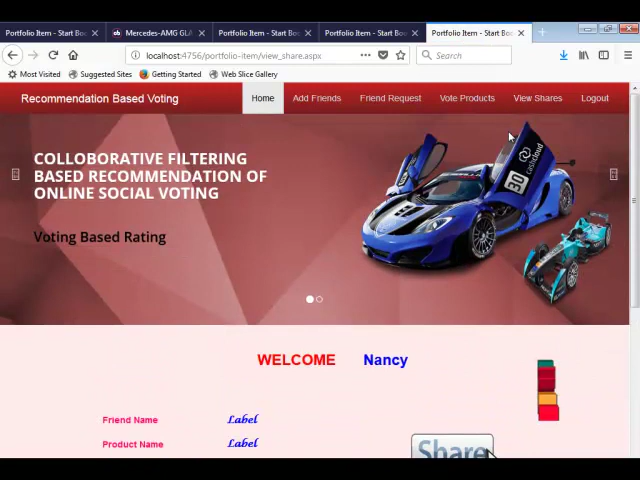 Portfolio Item - Start Boo
Mercedes-AMG GLA
Portfolio Item - Start Boo
Portfolio Item - Start Boo
Portfolio Item - Start Boo
localhost:4756/portfolio-item/view_share.aspx
Search
Most Visited
Suggested Sites
Getting Started
Web Slice Gallery
Recommendation Based Voting
Home
Add Friends
Friend Request
Vote Products
View Shares
Logout
COLLOBORATIVE FILTERING
BASED RECOMMENDATION OF
ONLINE SOCIAL VOTING
Voting Based Rating
30
cashcloud
WELCOME Nancy
Friend Name Label
Product Name Label
Share